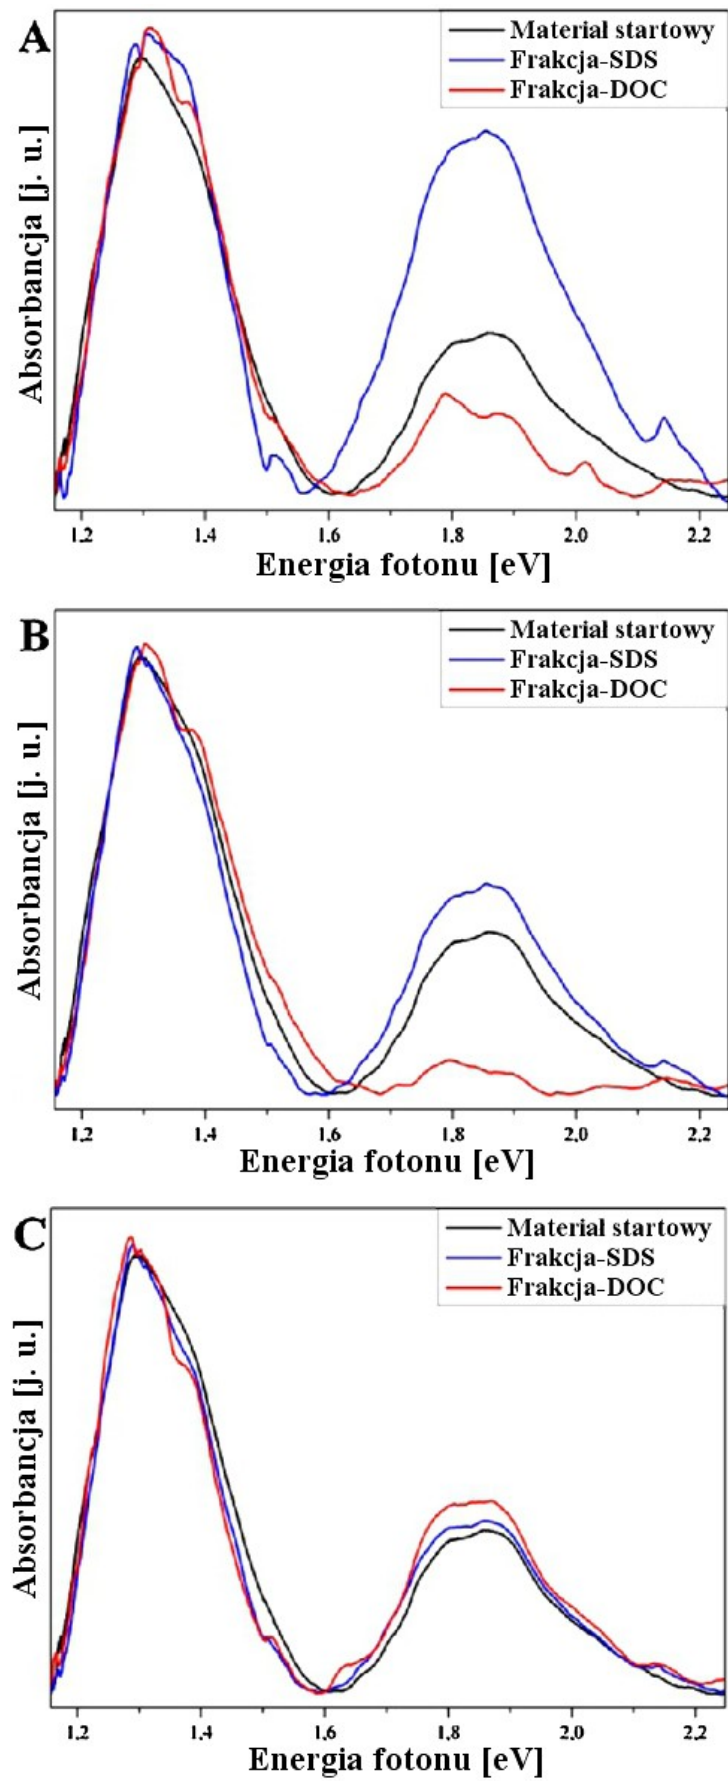 A
Materiał startowy
Frakcja-SDS
Frakcja-DOC
Absorbancja [j. u.]
1.2 1.4 1.6 1.8 2.0 2.2
Energia fotonu [eV]
B
Materiał startowy
Frakcja-SDS
Frakcja-DOC
Absorbancja [j. u.]
1.2 1.4 1.6 1.8 2.0 2.2
Energia fotonu [eV]
C
Materiał startowy
Frakcja-SDS
Frakcja-DOC
Absorbancja [j. u.]
1.2 1.4 1.6 1.8 2.0 2.2
Energia fotonu [eV]